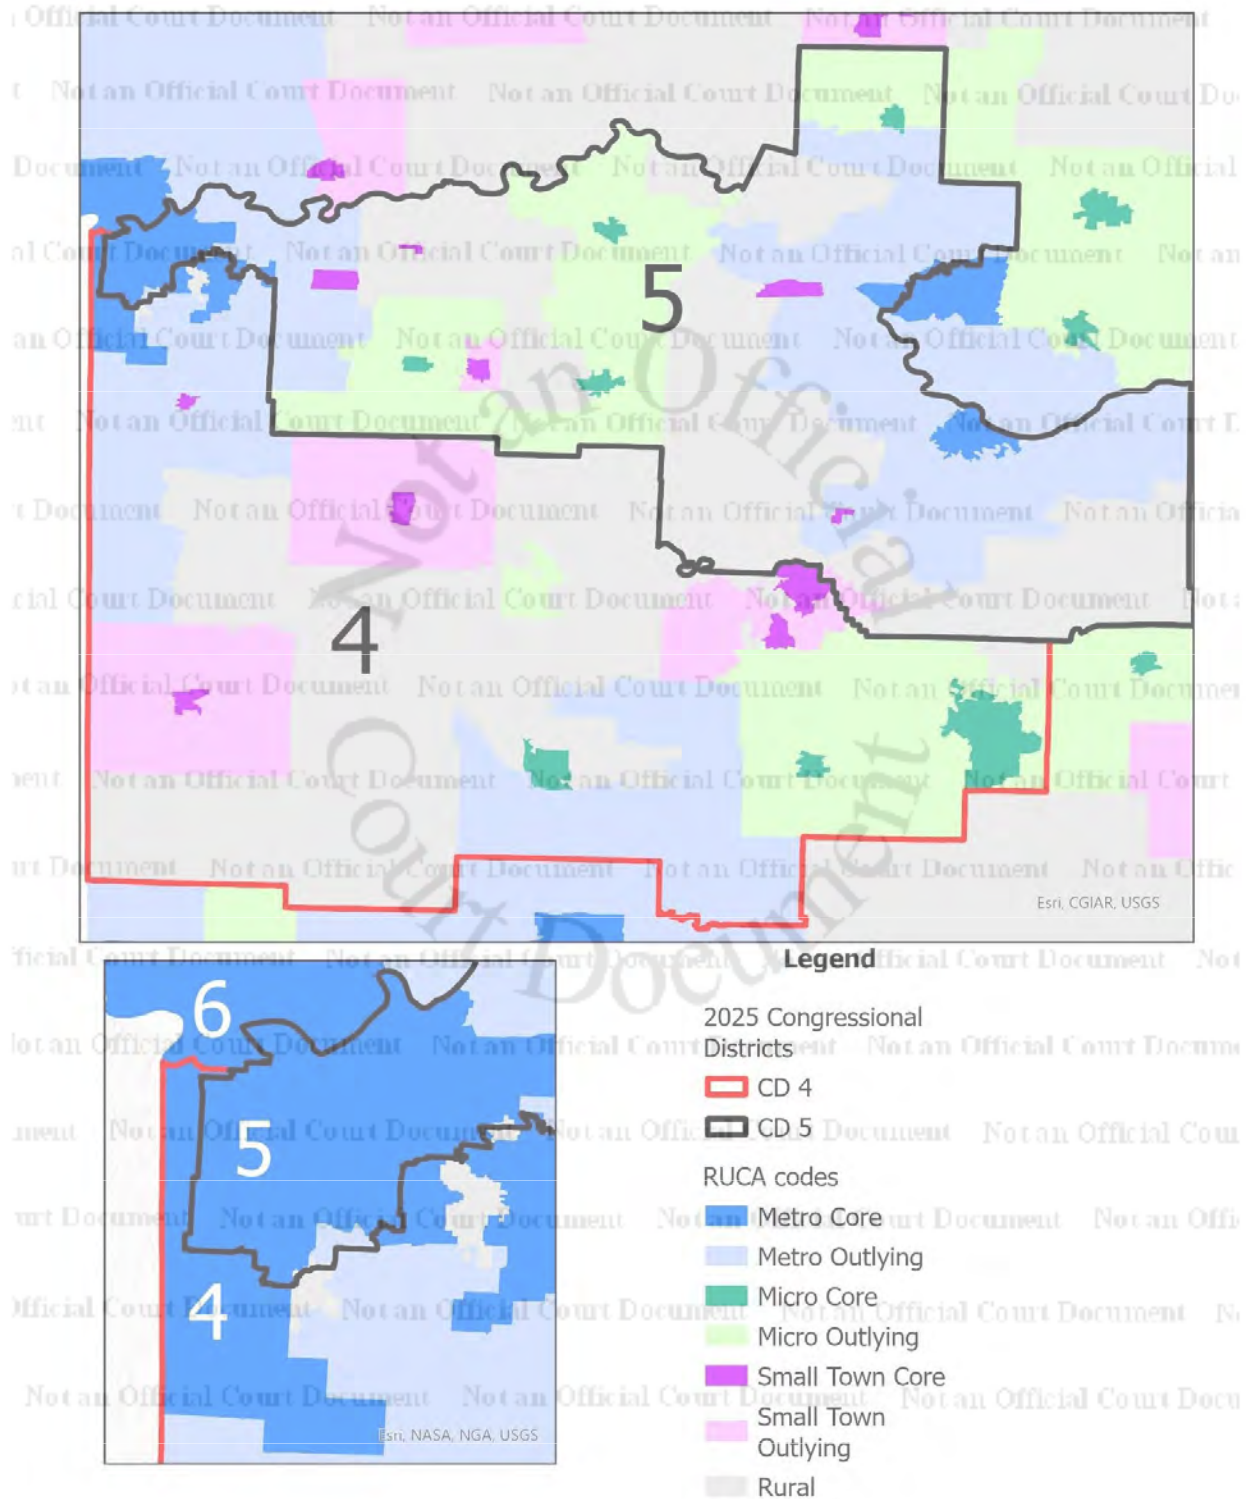 Not an Official Court Document
5
4
Esri, CGIAR, USGS
6
5
4
Esri, NASA, NGA, USGS
Legend
2025 Congressional
Districts
CD 4
CD 5
RUCA codes
Metro Core
Metro Outlying
Micro Core
Micro Outlying
Small Town Core
Small Town
Outlying
Rural